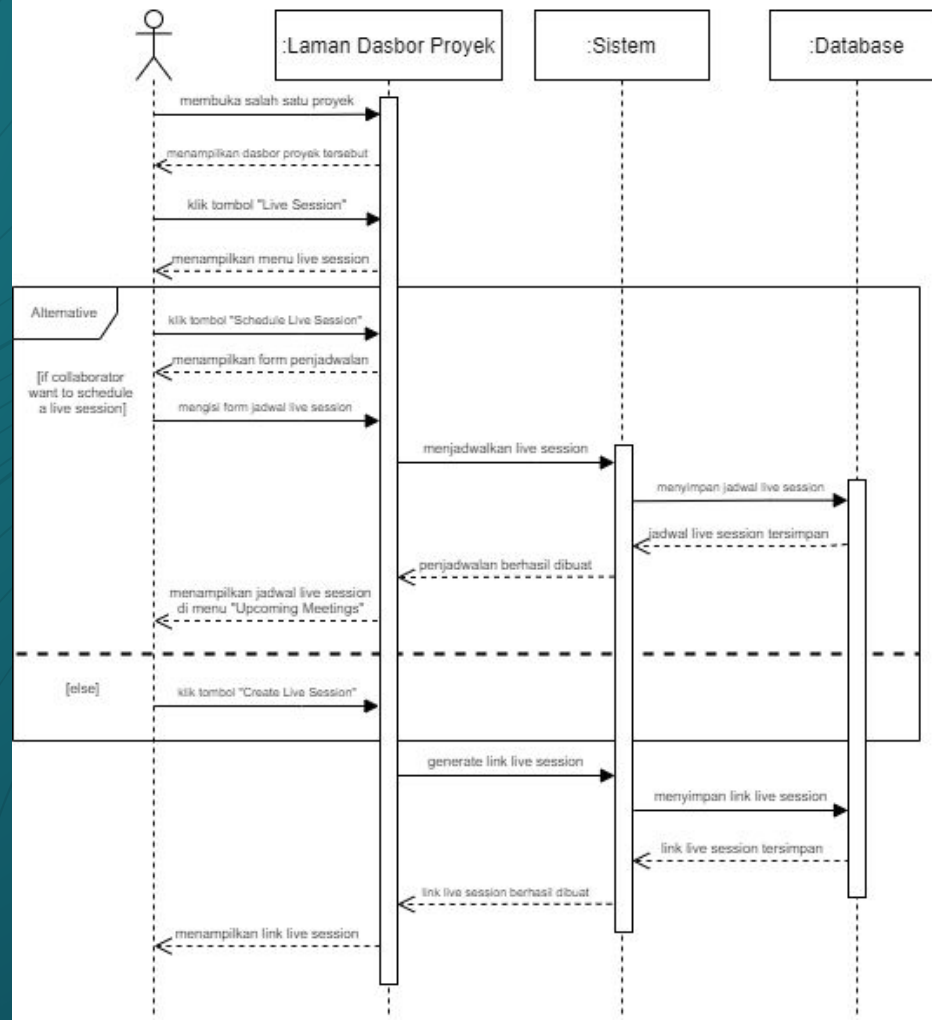 :Laman Dasbor Proyek
:Sistem
:Database
membuka salah satu proyek
menampilkan dasbor proyek tersebut
klik tombol "Live Session"
menampilkan menu live session
Alternative
klik tombol "Schedule Live Session"
menampilkan form penjadwalan
[if collaborator
want to schedule
a live session]
mengisi form jadwal live session
menjadwalkan live session
menyimpan jadwal live session
jadwal live session tersimpan
penjadwalan berhasil dibuat
menampilkan jadwal live session
di menu "Upcoming Meetings"
[else]
klik tombol "Create Live Session"
generate link live session
menyimpan link live session
link live session tersimpan
link live session berhasil dibuat
menampilkan link live session